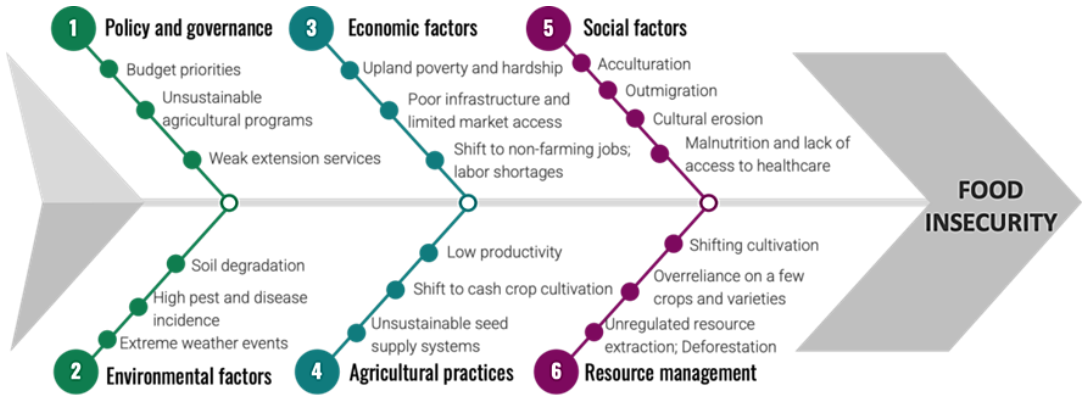 1 Policy and governance
Budget priorities
Unsustainable
agricultural programs
Weak extension services
3 Economic factors
Upland poverty and hardship
Poor infrastructure and
limited market access
Shift to non-farming jobs;
labor shortages
5 Social factors
Acculturation
Outmigration
Cultural erosion
Malnutrition and lack of
access to healthcare
FOOD
INSECURITY
Soil degradation
High pest and disease
incidence
Extreme weather events
2 Environmental factors
Low productivity
Shift to cash crop cultivation
Unsustainable seed
supply systems
4 Agricultural practices
Shifting cultivation
Overreliance on a few
crops and varieties
Unregulated resource
extraction; Deforestation
6 Resource management